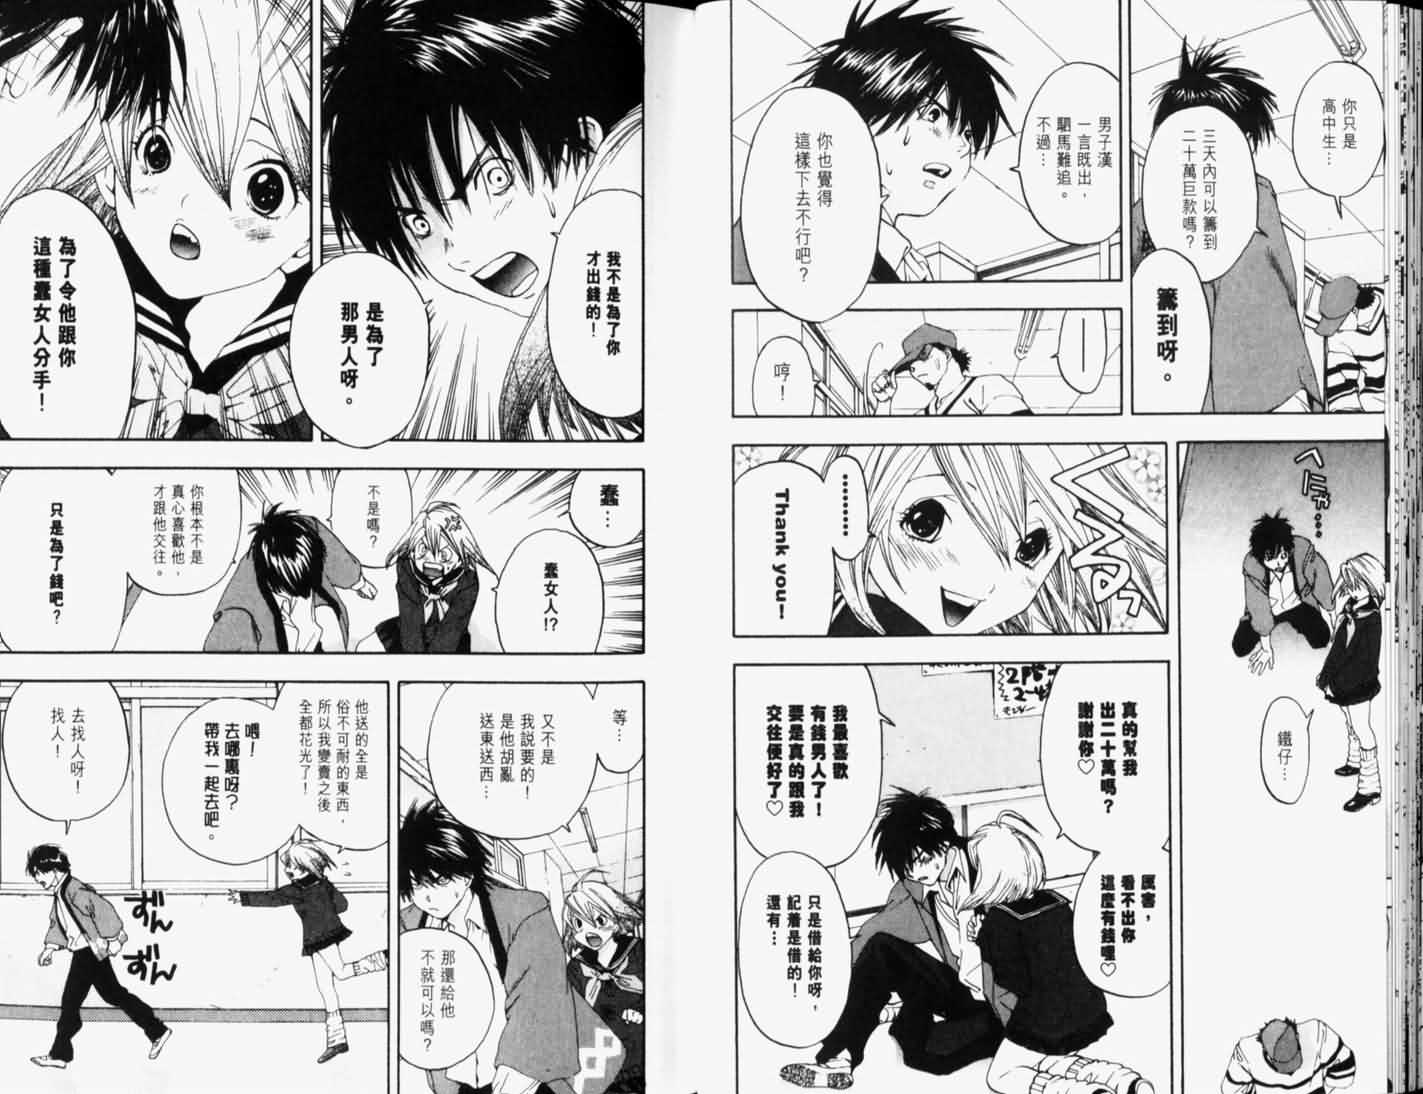 你只是
高中生…
三天內可以籌到
二十萬巨款嗎？
籌到呀。
男子漢
一言既出，
駟馬難追。
不過…
你也覺得
這樣下去不行吧？
哼！
へにゃ…
鐵仔…
………
Thank you!
真的幫我
出二十萬嗎？
謝謝你♡
厲害，
看不出你
這麼有錢哩♡
我最喜歡
有錢男人了！
要是真的跟我
交往便好了♡
只是借給你呀，
記着是借的！
還有…
我不是為了你
才出錢的！
是為了
那男人呀。
為了令他跟你
這種蠢女人分手！
蠢…
蠢女人!?
不是嗎？
你根本不是
真心喜歡他，
才跟他交往。
只是為了錢吧？
等…
又不是
我說要的！
是他胡亂
送東送西…
那還給他
不就可以嗎？
他送的全是
俗不可耐的東西，
所以我變賣之後
全都花光了！
喂！
去哪裏呀？
帶我一起去吧。
去找人呀！
找人！
ずん
ずん